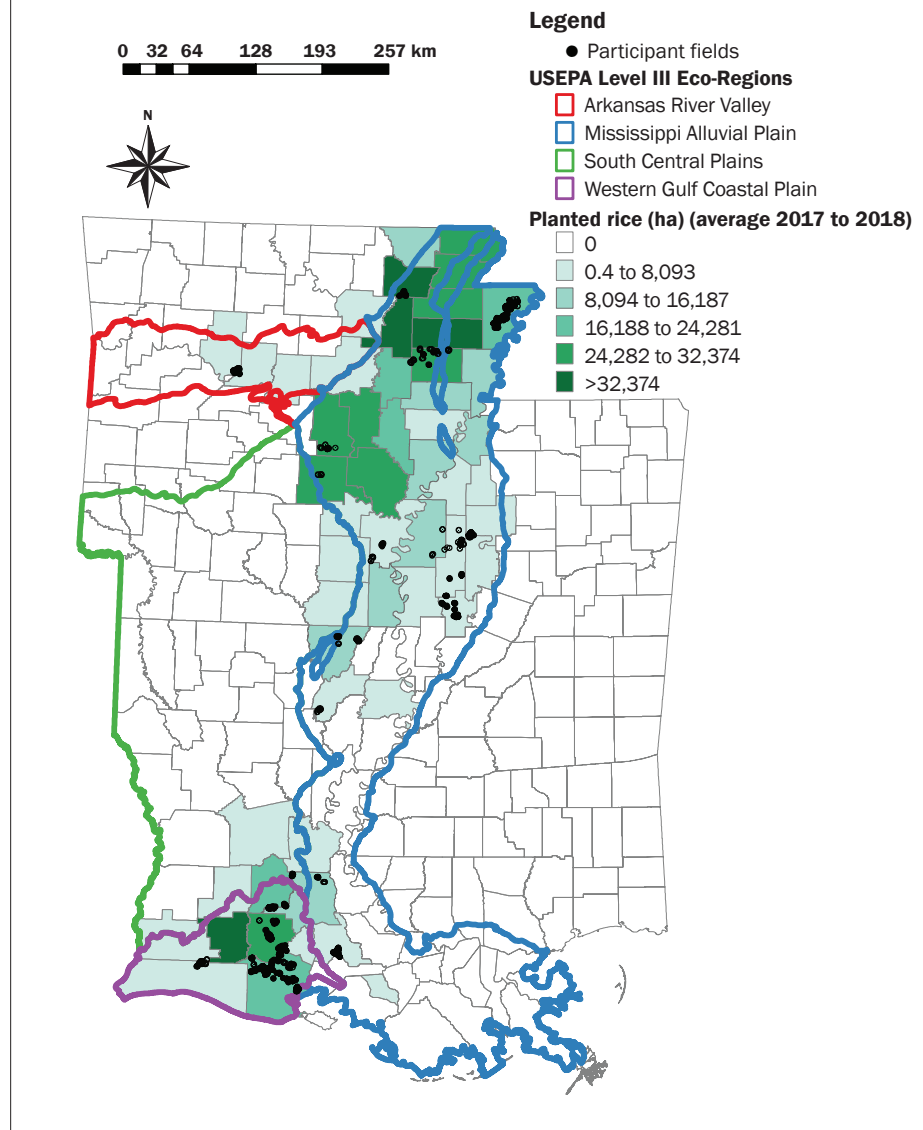 Legend
0 32 64 128 193 257 km
Participant fields
USEPA Level III Eco-Regions
Arkansas River Valley
N
Mississippi Alluvial Plain
South Central Plains
Western Gulf Coastal Plain
Planted rice (ha) (average 2017 to 2018)
0
0.4 to 8,093
8,094 to 16,187
16,188 to 24,281
24,282 to 32,374
>32,374